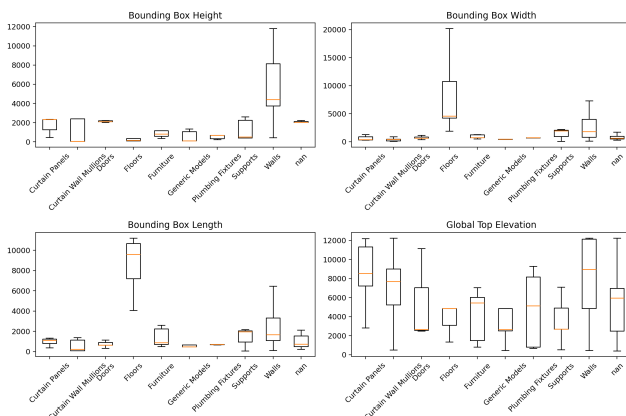 Bounding Box Height
12000
10000
8000
6000
4000
2000
0
Curtain Panels
Curtain Wall Mullions
Doors
Floors
Furniture
Generic Models
Plumbing Fixtures
Supports
Walls
nan
Bounding Box Width
20000
15000
10000
5000
0
Curtain Panels
Curtain Wall Mullions
Doors
Floors
Furniture
Generic Models
Plumbing Fixtures
Supports
Walls
nan
Bounding Box Length
10000
8000
6000
4000
2000
0
Curtain Panels
Curtain Wall Mullions
Doors
Floors
Furniture
Generic Models
Plumbing Fixtures
Supports
Walls
nan
Global Top Elevation
12000
10000
8000
6000
4000
2000
0
Curtain Panels
Curtain Wall Mullions
Doors
Floors
Furniture
Generic Models
Plumbing Fixtures
Supports
Walls
nan